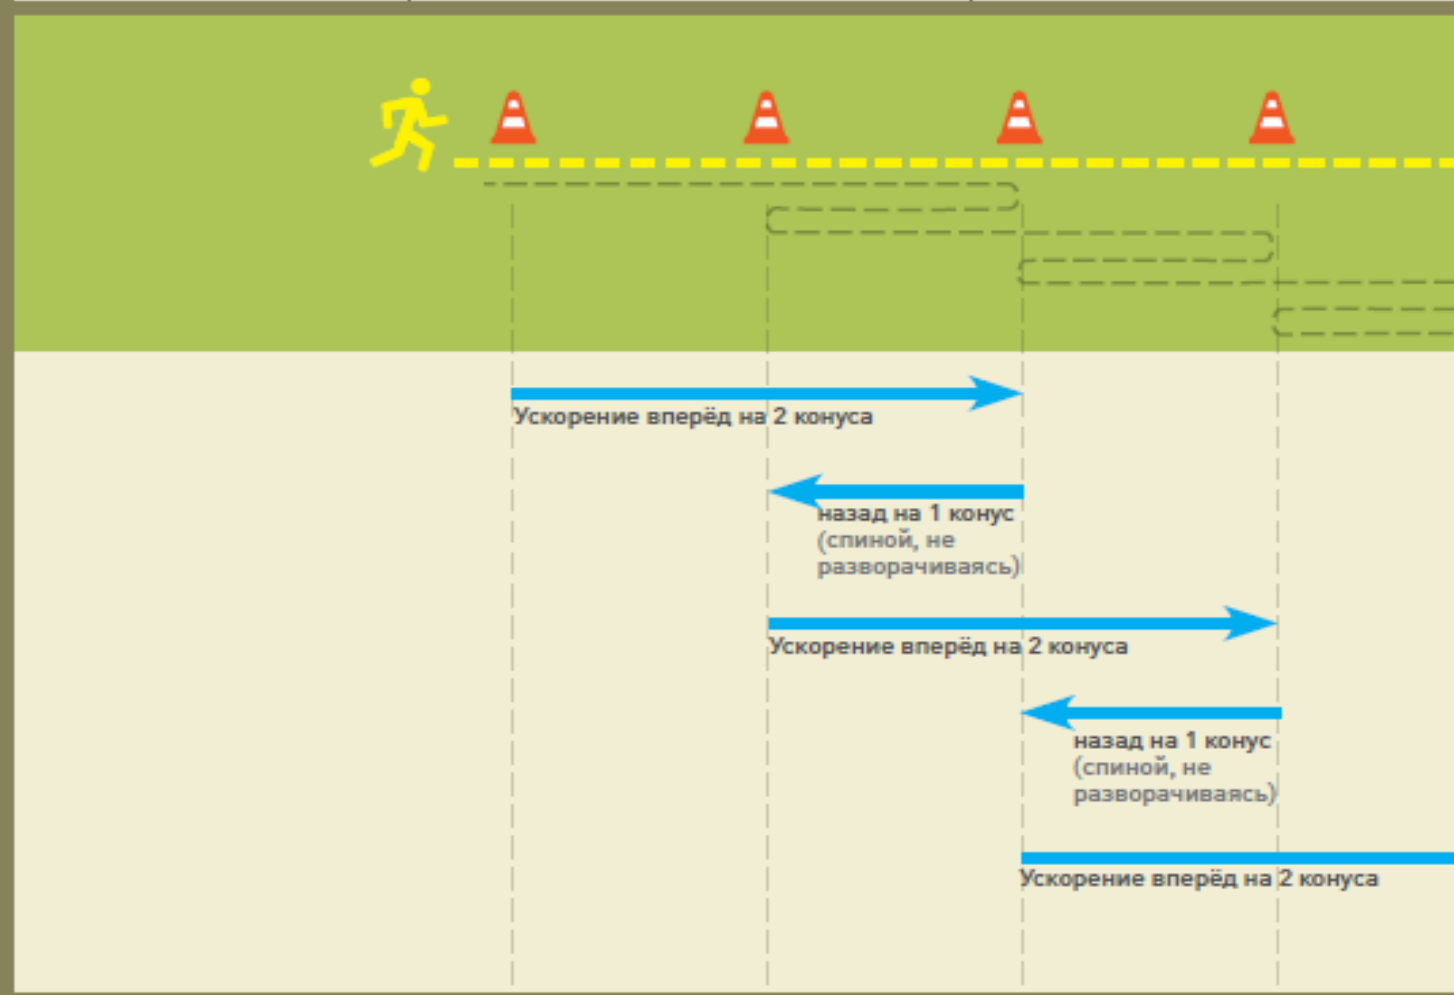 Ускорение вперёд на 2 конуса
назад на 1 конус
(спиной, не
разворачиваясь)
Ускорение вперёд на 2 конуса
назад на 1 конус
(спиной, не
разворачиваясь)
Ускорение вперёд на 2 конуса